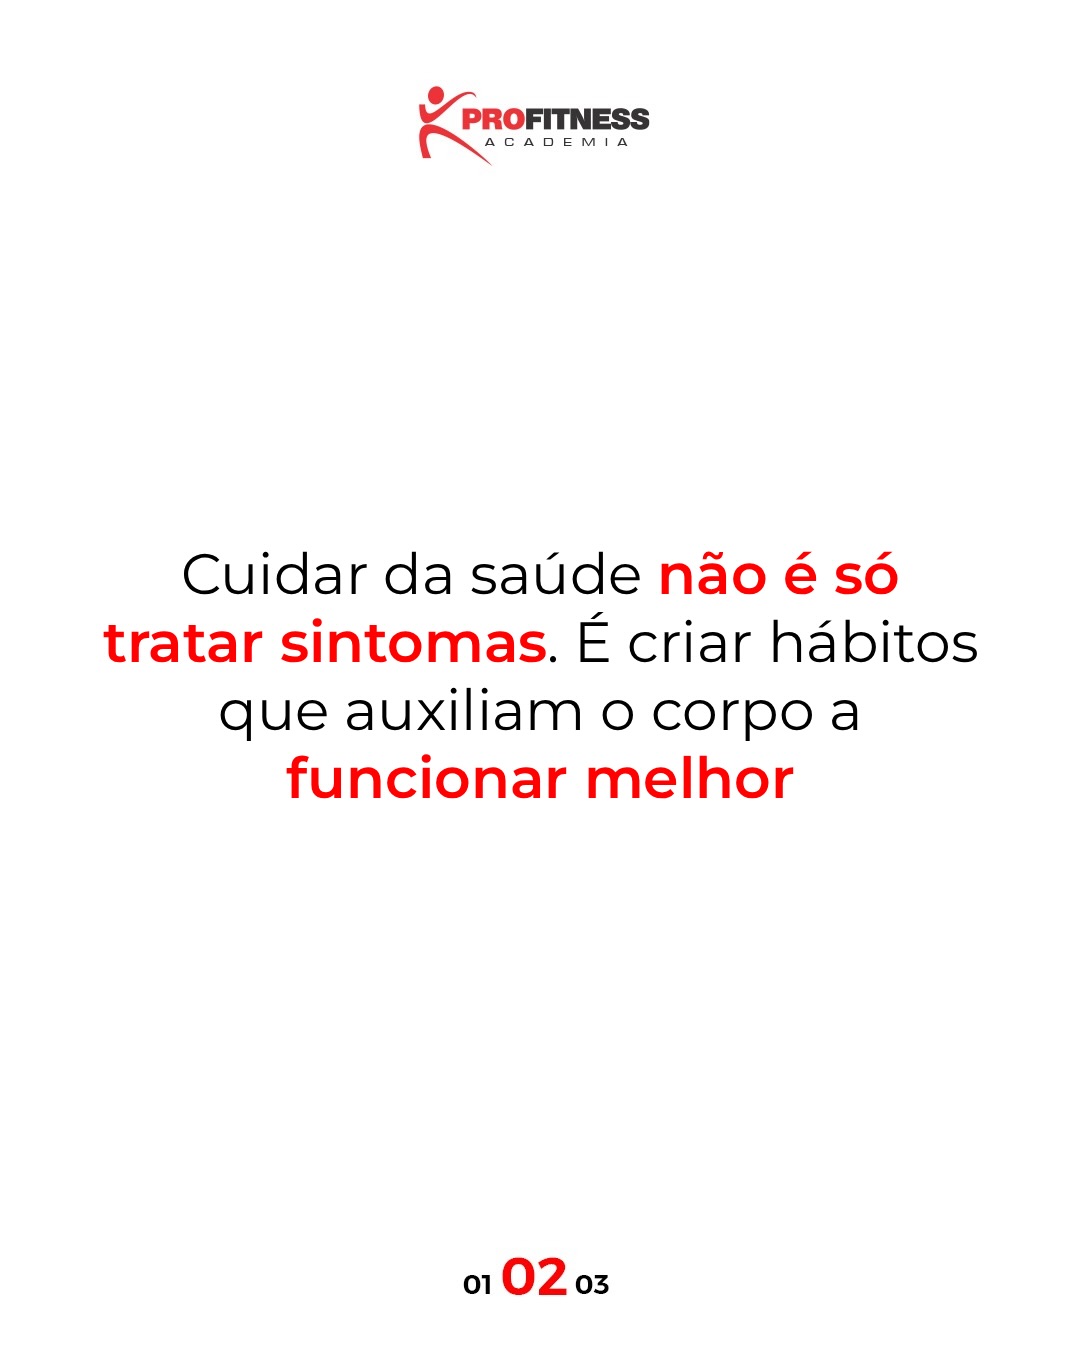 PROFITNESS
ACADEMIA
Cuidar da saúde não é só
tratar sintomas. É criar hábitos
que auxiliam o corpo a
funcionar melhor
01 02 03